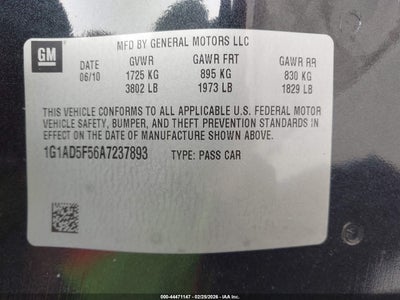 GM
MFD BY GENERAL MOTORS LLC
DATE GVWR GAWR FRT GAWR RR
06/10 1725 KG 895 KG 830 KG
3802 LB 1973 LB 1829 LB
THIS VEHICLE CONFORMS TO ALL APPLICABLE U.S. FEDERAL MOTOR
VEHICLE SAFETY, BUMPER, AND THEFT PREVENTION STANDARDS IN
EFFECT ON THE DATE OF MANUFACTURE SHOWN ABOVE.
1G1AD5F56A7237893 TYPE: PASS CAR
000-44471147 - 02/25/2026 - IAA Inc.